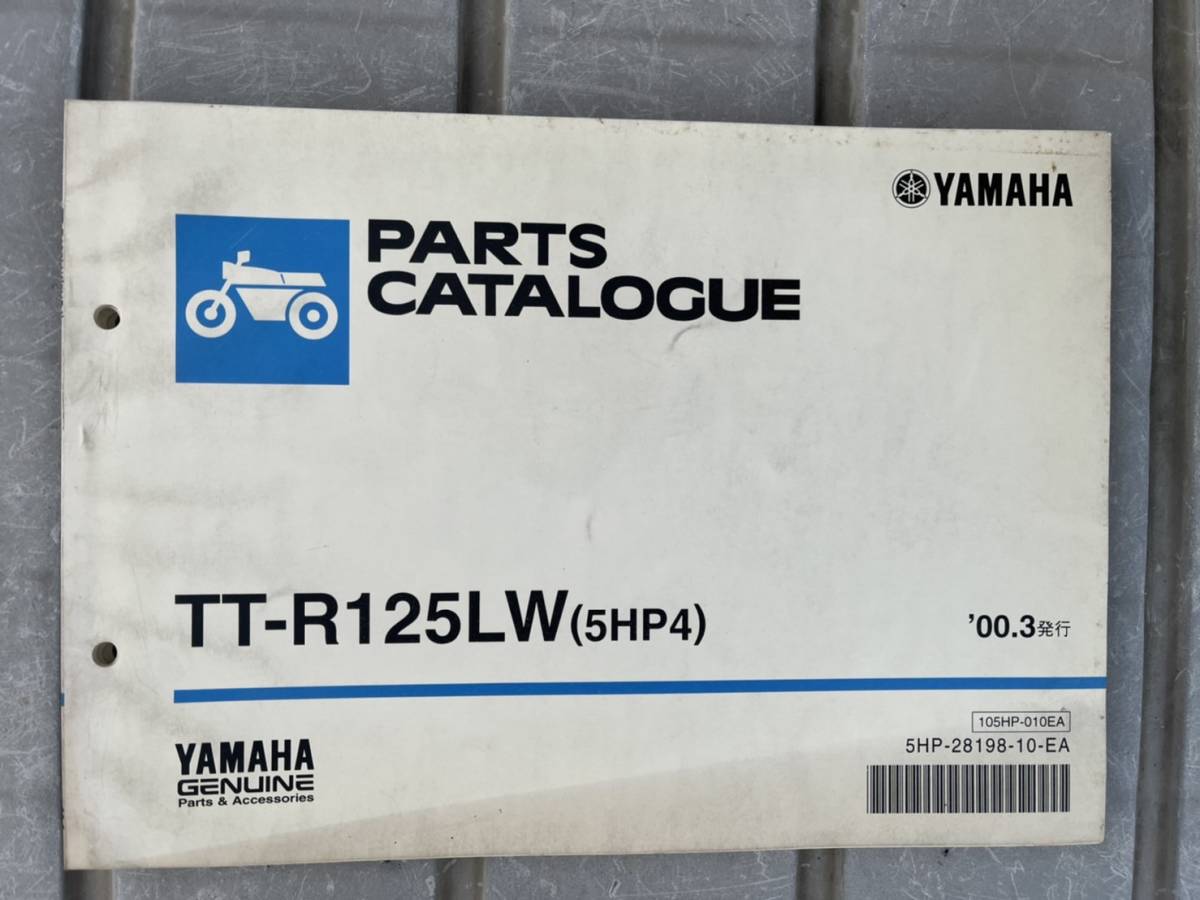 YAMAHA
PARTS
CATALOGUE
TT-R125LW(5HP4)
'00.3発行
105HP-010EA
5HP-28198-10-EA
YAMAHA
GENUINE
Parts & Accessories